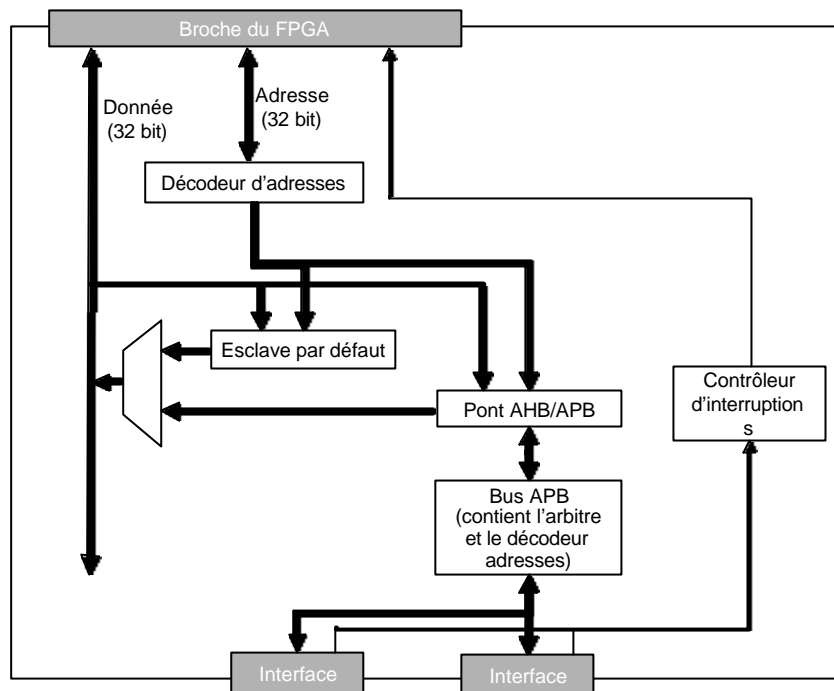 Broche du FPGA
Donnée
(32 bit)
Adresse
(32 bit)
Décodeur d'adresses
Esclave par défaut
Pont AHB/APB
Contrôleur
d'interruption
s
Bus APB
(contient l'arbitre
et le décodeur
adresses)
Interface
Interface